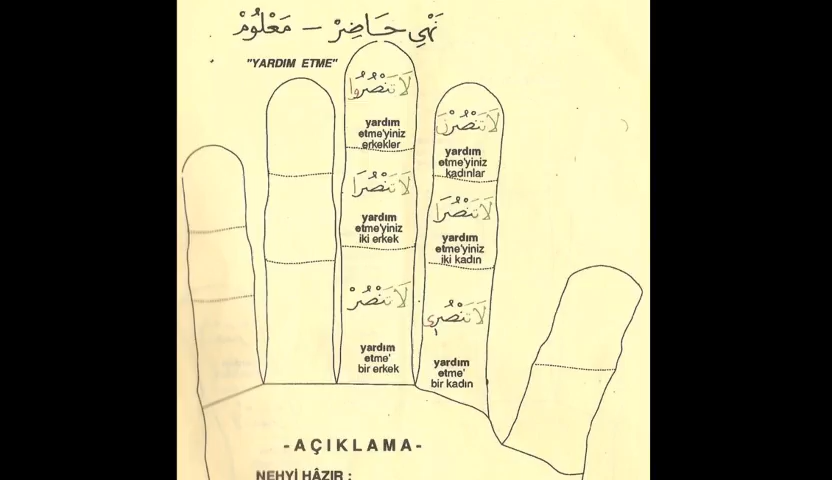 نَهْيِ حَاضِرْ – مَعْلُومْ
"YARDIM ETME"
لَا تَنْصُرُوا
yardım
etme'yiniz
erkekler
لَا تَنْصُرَا
yardım
etme'yiniz
iki erkek
لَا تَنْصُرْ
yardım
etme'
bir erkek
لَا تَنْصُرْنَ
yardım
etme'yiniz
kadınlar
لَا تَنْصُرَا
yardım
etme'yiniz
iki kadın
لَا تَنْصُرِي
yardım
etme'
bir kadın
-AÇIKLAMA-
NEHYİ HÂZIR :